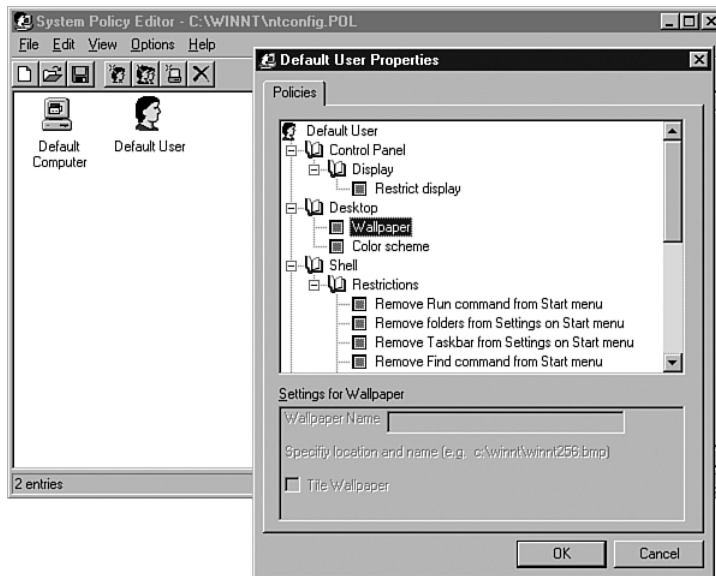 System Policy Editor - C:\WINNT\ntconfig.POL
File Edit View Options Help
Default Computer
Default User
2 entries
Default User Properties
Policies
Default User
Control Panel
Display
Restrict display
Desktop
Wallpaper
Color scheme
Shell
Restrictions
Remove Run command from Start menu
Remove folders from Settings on Start menu
Remove Taskbar from Settings on Start menu
Remove Find command from Start menu
Settings for Wallpaper
Wallpaper Name
Specifiy location and name (e.g. c:\winnt\winnt256.bmp)
Tile Wallpaper
OK Cancel